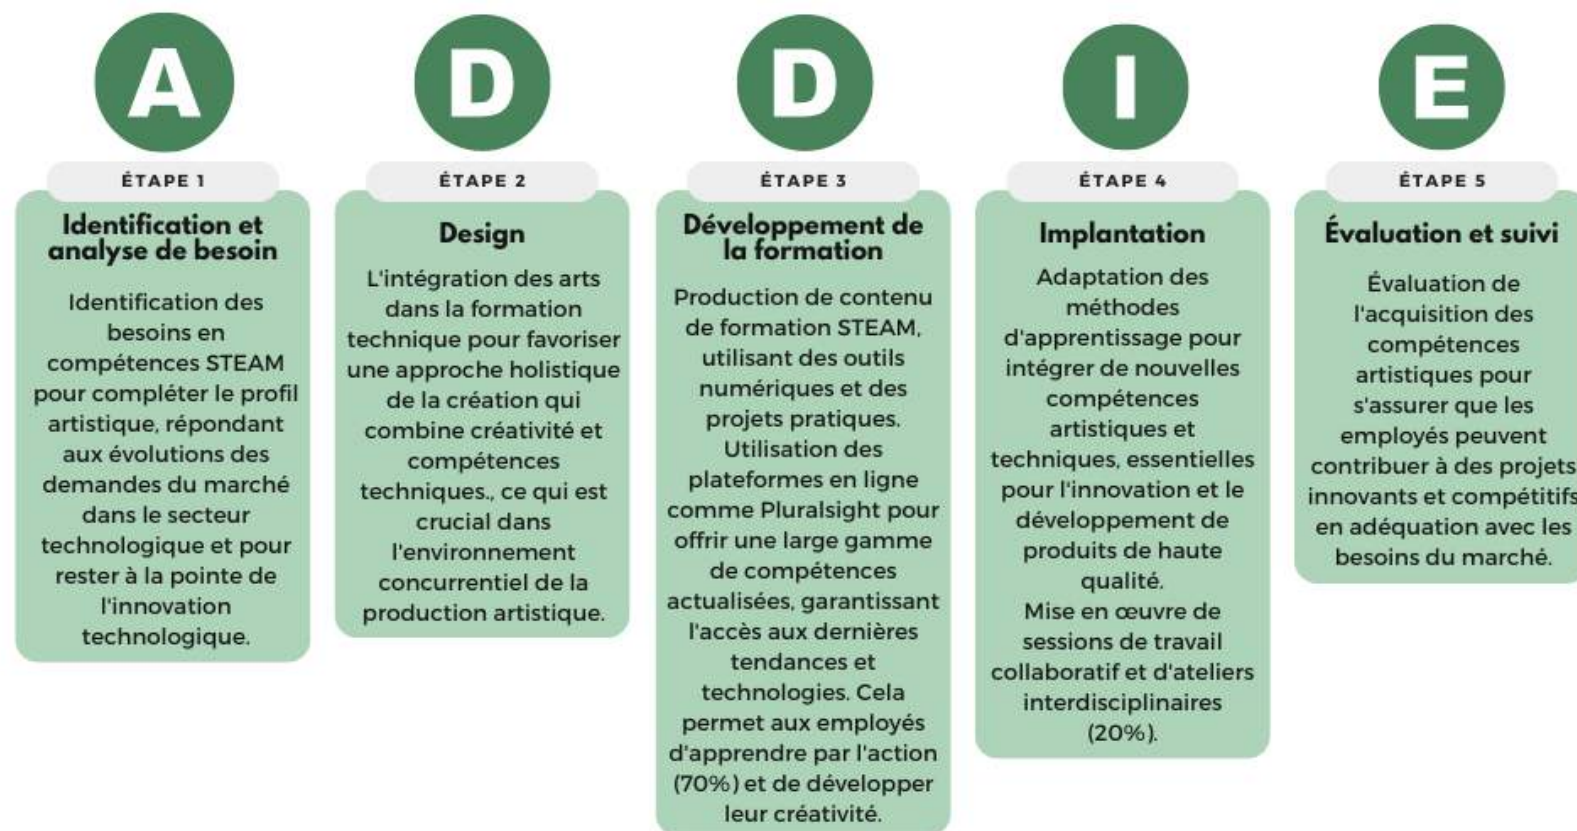 A
ÉTAPE 1
Identification et
analyse de besoin
Identification des
besoins en
compétences STEAM
pour compléter le profil
artistique, répondant
aux évolutions des
demandes du marché
dans le secteur
technologique et pour
rester à la pointe de
l'innovation
technologique.
D
ÉTAPE 2
Design
L'intégration des arts
dans la formation
technique pour favoriser
une approche holistique
de la création qui
combine créativité et
compétences
techniques., ce qui est
crucial dans
l'environnement
concurrentiel de la
production artistique.
D
ÉTAPE 3
Développement de
la formation
Production de contenu
de formation STEAM,
utilisant des outils
numériques et des
projets pratiques.
Utilisation des
plateformes en ligne
comme Pluralsight pour
offrir une large gamme
de compétences
actualisées, garantissant
l'accès aux dernières
tendances et
technologies. Cela
permet aux employés
d'apprendre par l'action
(70%) et de développer
leur créativité.
I
ÉTAPE 4
Implantation
Adaptation des
méthodes
d'apprentissage pour
intégrer de nouvelles
compétences
artistiques et
techniques, essentielles
pour l'innovation et le
développement de
produits de haute
qualité.
Mise en œuvre de
sessions de travail
collaboratif et d'ateliers
interdisciplinaires
(20%).
E
ÉTAPE 5
Évaluation et suivi
Évaluation de
l'acquisition des
compétences
artistiques pour
s'assurer que les
employés peuvent
contribuer à des projets
innovants et compétitifs
en adéquation avec les
besoins du marché.